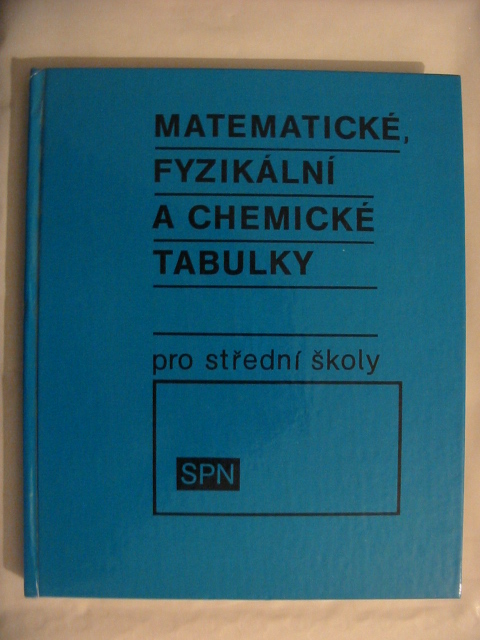 MATEMATICKÉ,
FYZIKÁLNÍ
A CHEMICKÉ
TABULKY
pro střední školy
SPN